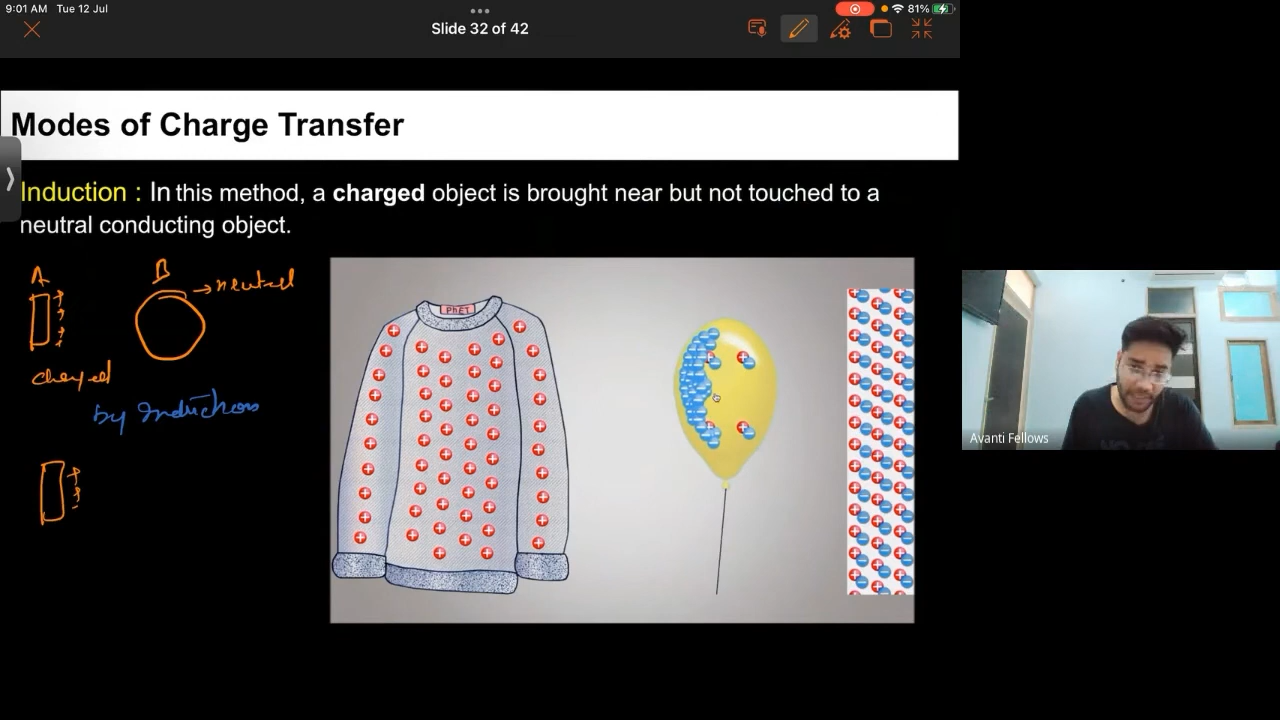 9:01 AM Tue 12 Jul
81%
Slide 32 of 42
Modes of Charge Transfer
Induction : In this method, a charged object is brought near but not touched to a
neutral conducting object.
A
B
→neutral
charged
by Induction
PhET
Avanti Fellows